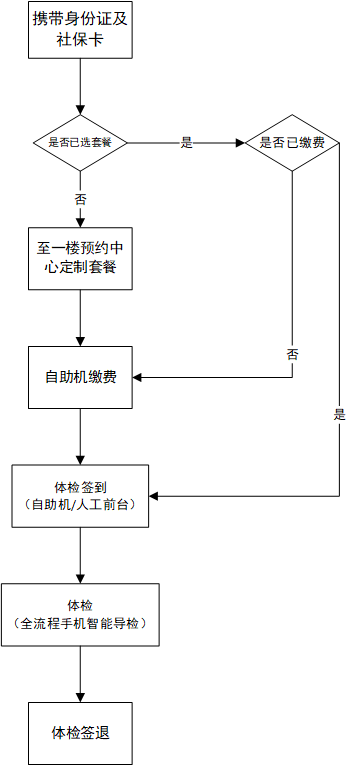 携带身份证及
社保卡
是否已选套餐
是
是否已缴费
否
至一楼预约中
心定制套餐
否
自助机缴费
是
体检签到
（自助机/人工前台）
体检
（全流程手机智能导检）
体检签退